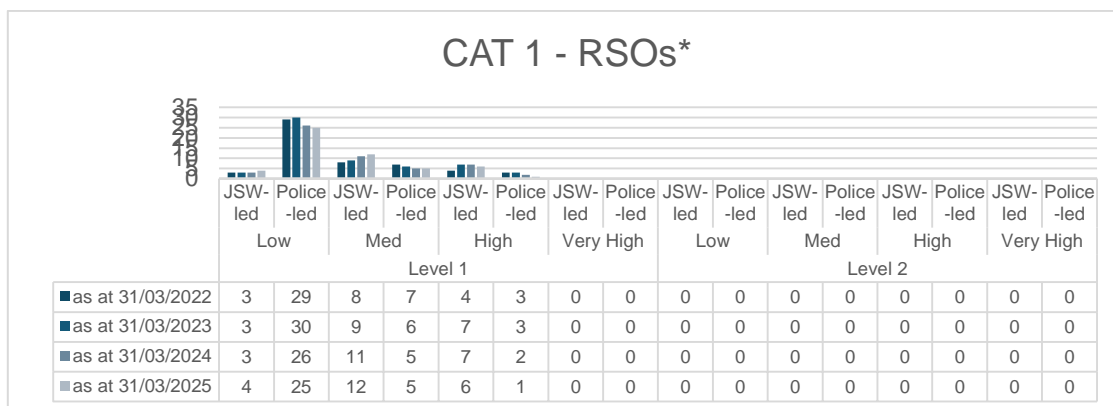 CAT 1 - RSOs*
35
30
25
20
15
10
5
0
JSW- Police JSW- Police JSW- Police JSW- Police JSW- Police JSW- Police JSW- Police JSW- Police
led -led led -led led -led led -led led -led led -led led -led led -led
Low Med High Very High Low Med High Very High
Level 1 Level 2
as at 31/03/2022 3 29 8 7 4 3 0 0 0 0 0 0 0 0 0 0
as at 31/03/2023 3 30 9 6 7 3 0 0 0 0 0 0 0 0 0 0
as at 31/03/2024 3 26 11 5 7 2 0 0 0 0 0 0 0 0 0 0
as at 31/03/2025 4 25 12 5 6 1 0 0 0 0 0 0 0 0 0 0